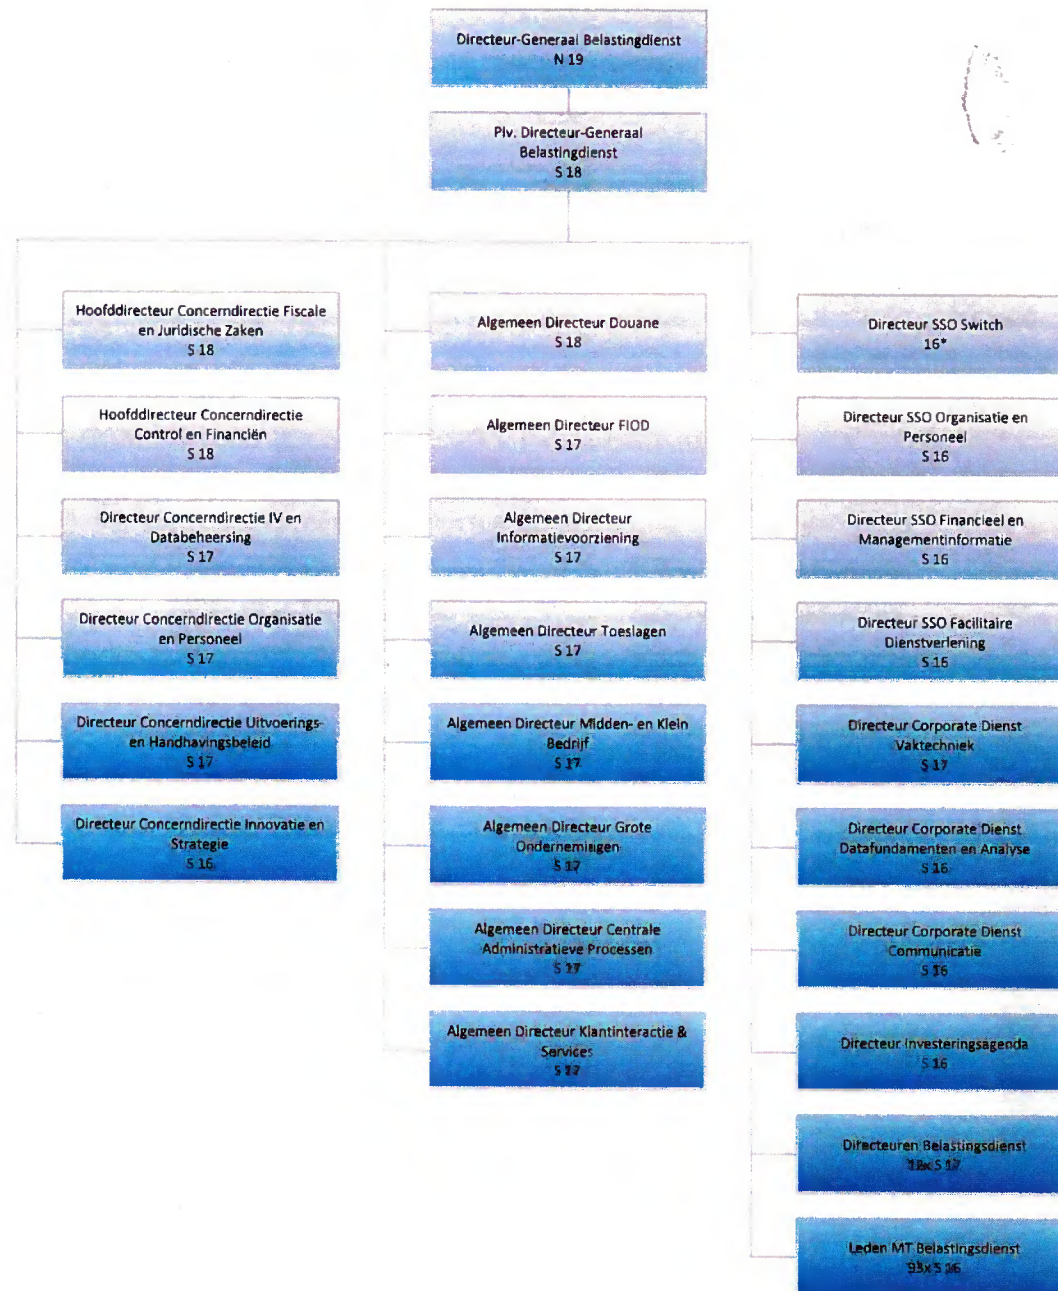 Directeur-Generaal Belastingdienst
N 19
Plv. Directeur-Generaal
Belastingdienst
S 18
Hoofddirecteur Concerndirectie Fiscale
en Juridische Zaken
S 18
Hoofddirecteur Concerndirectie
Control en Financiën
S 18
Directeur Concerndirectie IV en
Databeheersing
S 17
Directeur Concerndirectie Organisatie
en Personeel
S 17
Directeur Concerndirectie Uitvoerings-
en Handhavingsbeleid
S 17
Directeur Concerndirectie Innovatie en
Strategie
S 16
Algemeen Directeur Douane
S 18
Algemeen Directeur FIOD
S 17
Algemeen Directeur
Informatievoorziening
S 17
Algemeen Directeur Toeslagen
S 17
Algemeen Directeur Midden- en Klein
Bedrijf
S 17
Algemeen Directeur Grote
Ondernemingen
S 17
Algemeen Directeur Centrale
Administratieve Processen
S 17
Algemeen Directeur Klantinteractie &
Services
S 17
Directeur SSO Switch
16*
Directeur SSO Organisatie en
Personeel
S 16
Directeur SSO Financieel en
Managementinformatie
S 16
Directeur SSO Facilitaire
Dienstverlening
S 16
Directeur Corporate Dienst
Vaktechniek
S 17
Directeur Corporate Dienst
Datafundamenten en Analyse
S 16
Directeur Corporate Dienst
Communicatie
S 16
Directeur Investeringsagenda
S 16
Directeuren Belastingsdienst
S 17
Leden MT Belastingsdienst
93x S 16